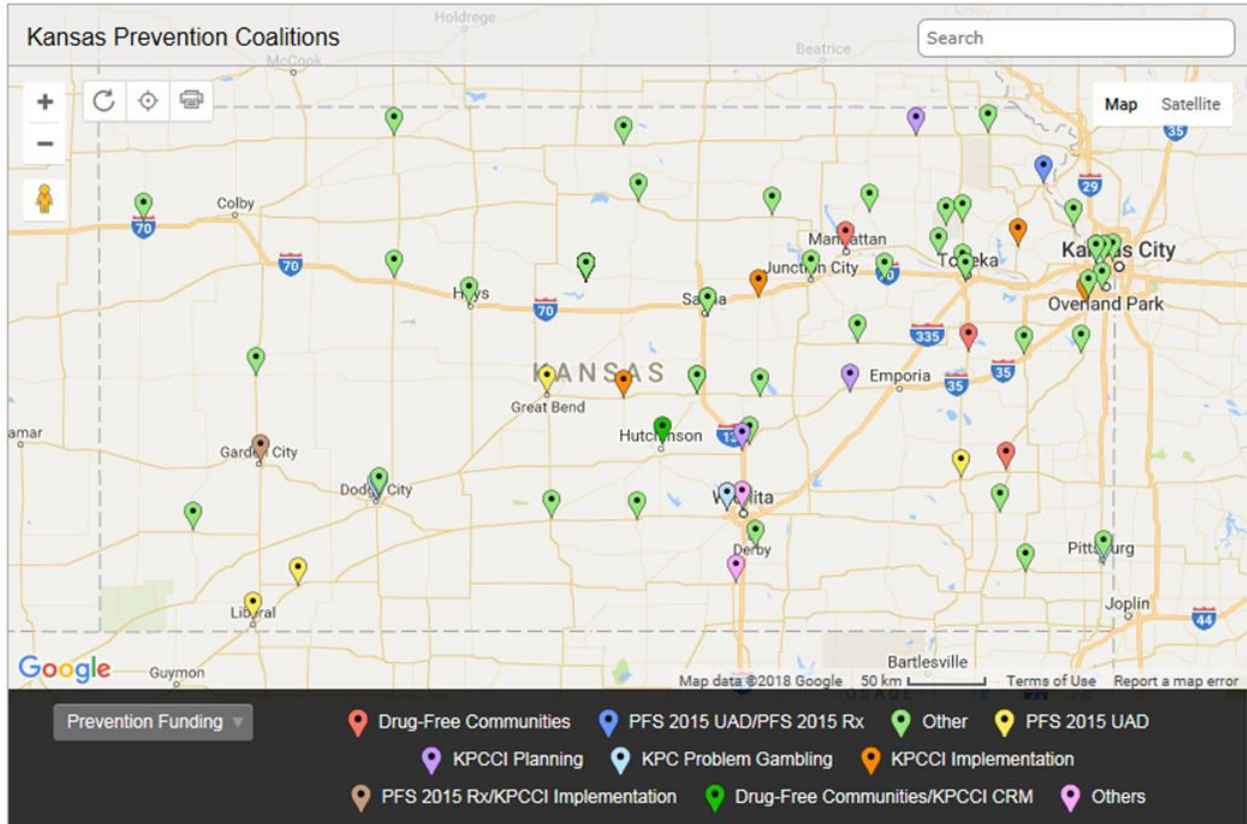 Holdrege
Kansas Prevention Coalitions
Search
McCook
Beatrice
Map Satellite
35
29
Colby
70
Manhattan
Kansas City
70
Junction City
70
Topeka
Hays
70
Salina
Overland Park
335
KANSAS
Emporia
35
35
Great Bend
Hutchinson
amar
Garden City
Dodge City
Wichita
Derby
Pittsburg
Liberal
Joplin
44
Google
Guymon
Bartlesville
Map data ©2018 Google 50 km Terms of Use Report a map error
OSAGE
Prevention Funding
Drug-Free Communities PFS 2015 UAD/PFS 2015 Rx Other PFS 2015 UAD
KPCCI Planning KPC Problem Gambling KPCCI Implementation
PFS 2015 Rx/KPCCI Implementation Drug-Free Communities/KPCCI CRM Others